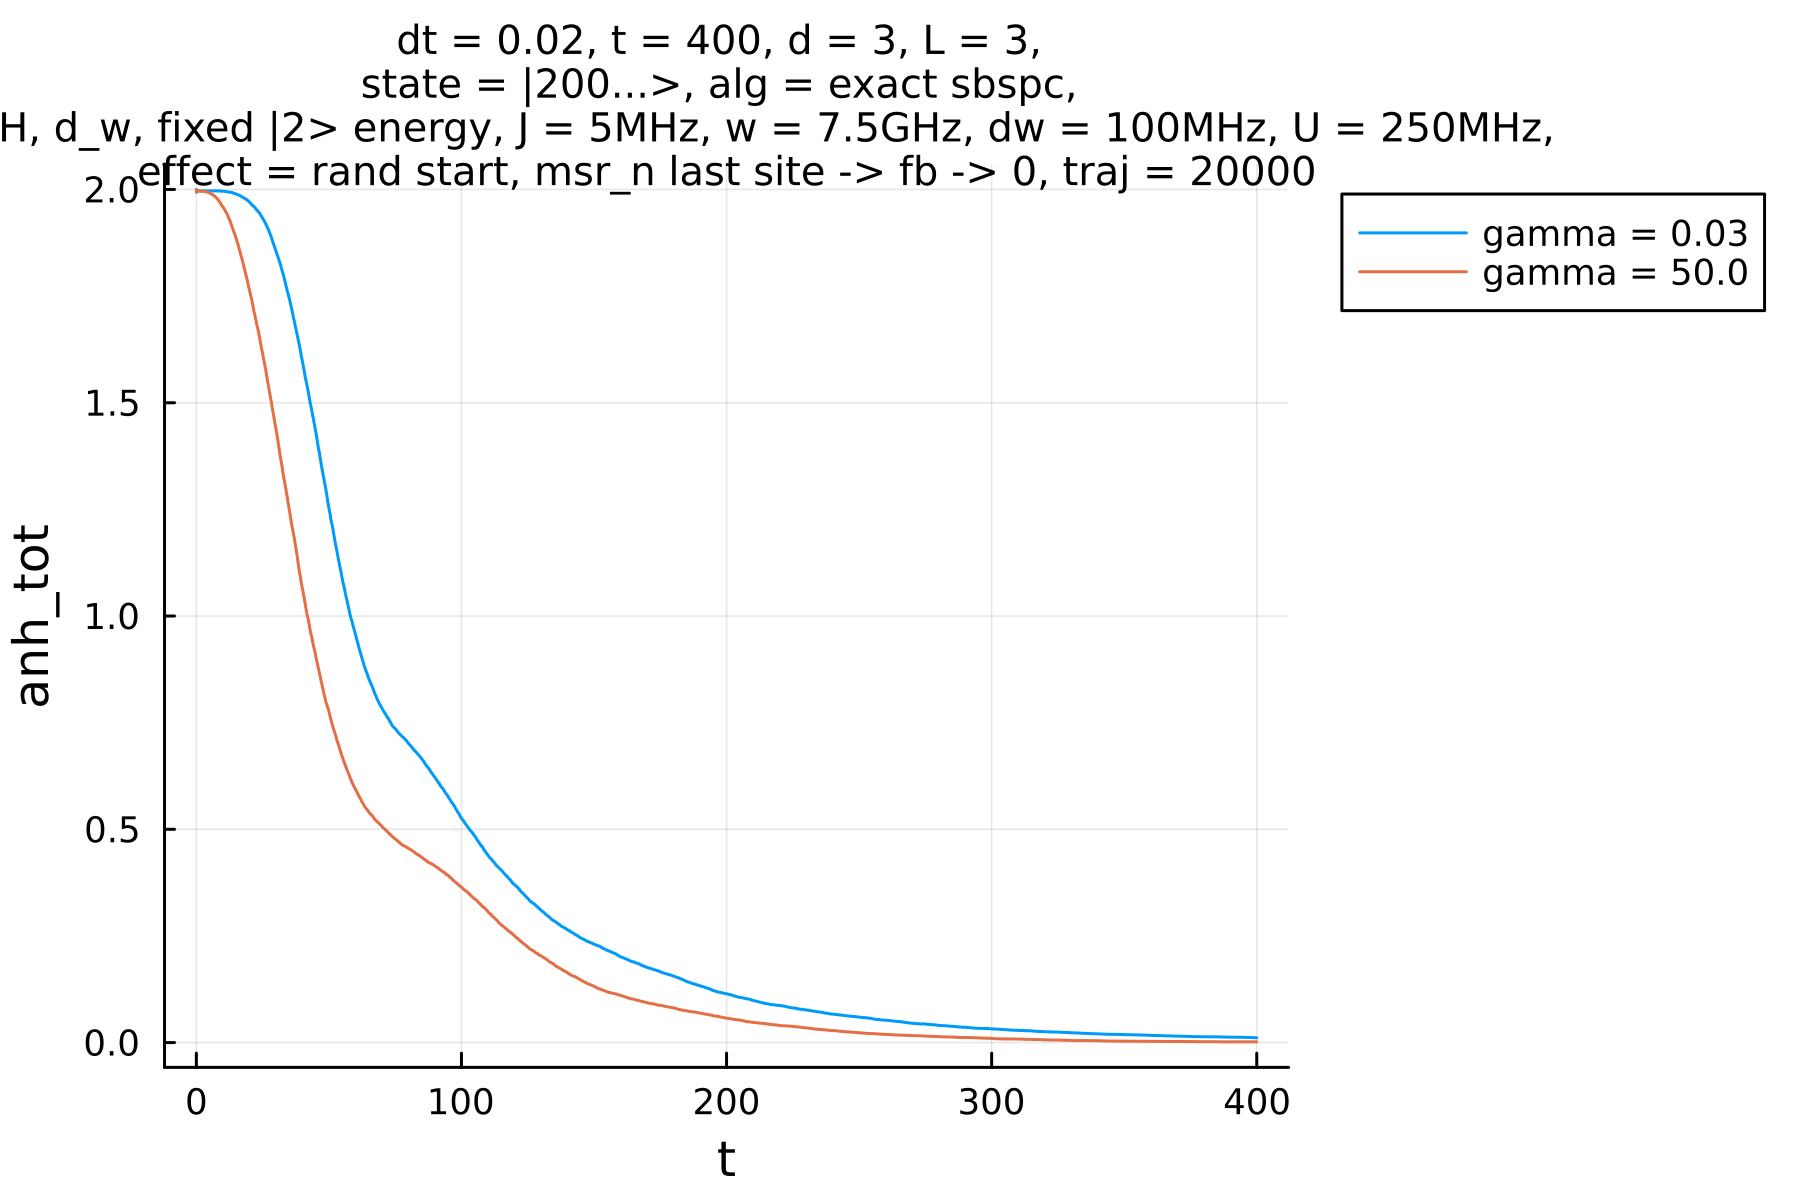 dt = 0.02, t = 400, d = 3, L = 3,
state = |200...>, alg = exact sbspc,
H, d_w, fixed |2> energy, J = 5MHz, w = 7.5GHz, dw = 100MHz, U = 250MHz,
effect = rand start, msr_n last site -> fb -> 0, traj = 20000
gamma = 0.03
gamma = 50.0
2.0
1.5
1.0
0.5
0.0
anh_tot
0 100 200 300 400
t